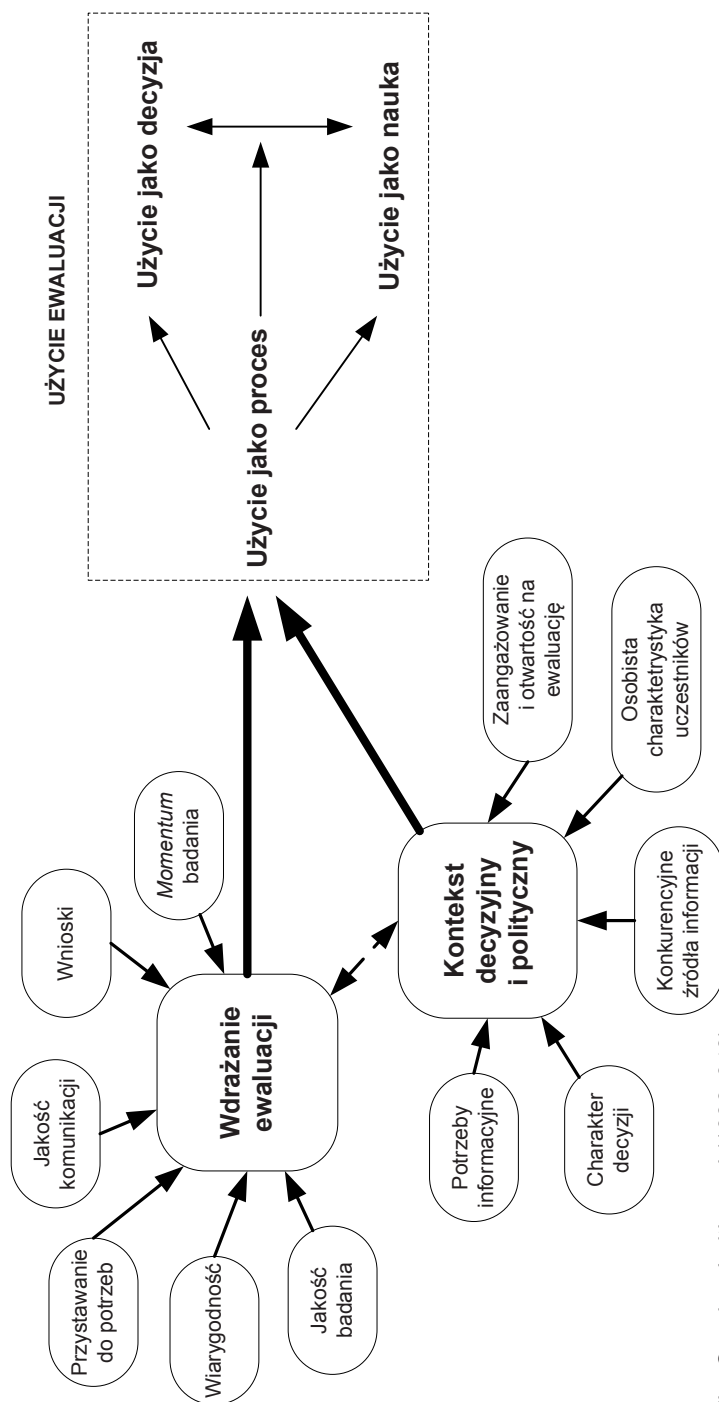 UŻYCIE EWALUACJI
Jakość
komunikacji
Wnioski
Przystawanie
do potrzeb
Momentum
badania
Wiarygodność
Jakość
badania
Wdrażanie
ewaluacji
Użycie jako decyzja
Użycie jako proces
Użycie jako nauka
Potrzeby
informacyjne
Kontekst
decyzyjny
i polityczny
Zaangażowanie
i otwartość na
ewaluację
Charakter
decyzji
Konkurencyjne
źródła informacji
Osobista
charaktetrystyka
uczestników